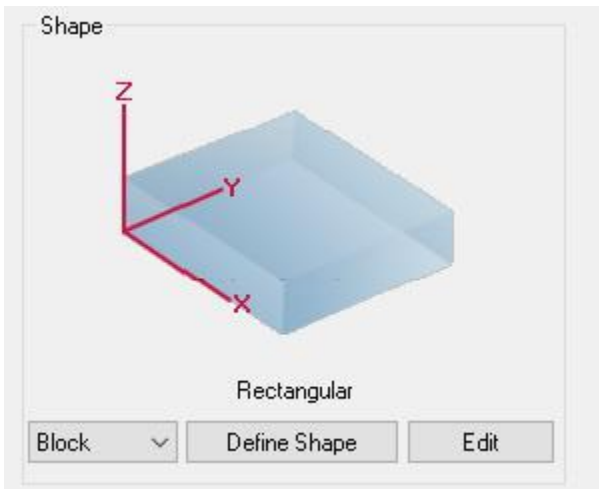 Shape
Z
Y
X
Rectangular
Block Define Shape Edit